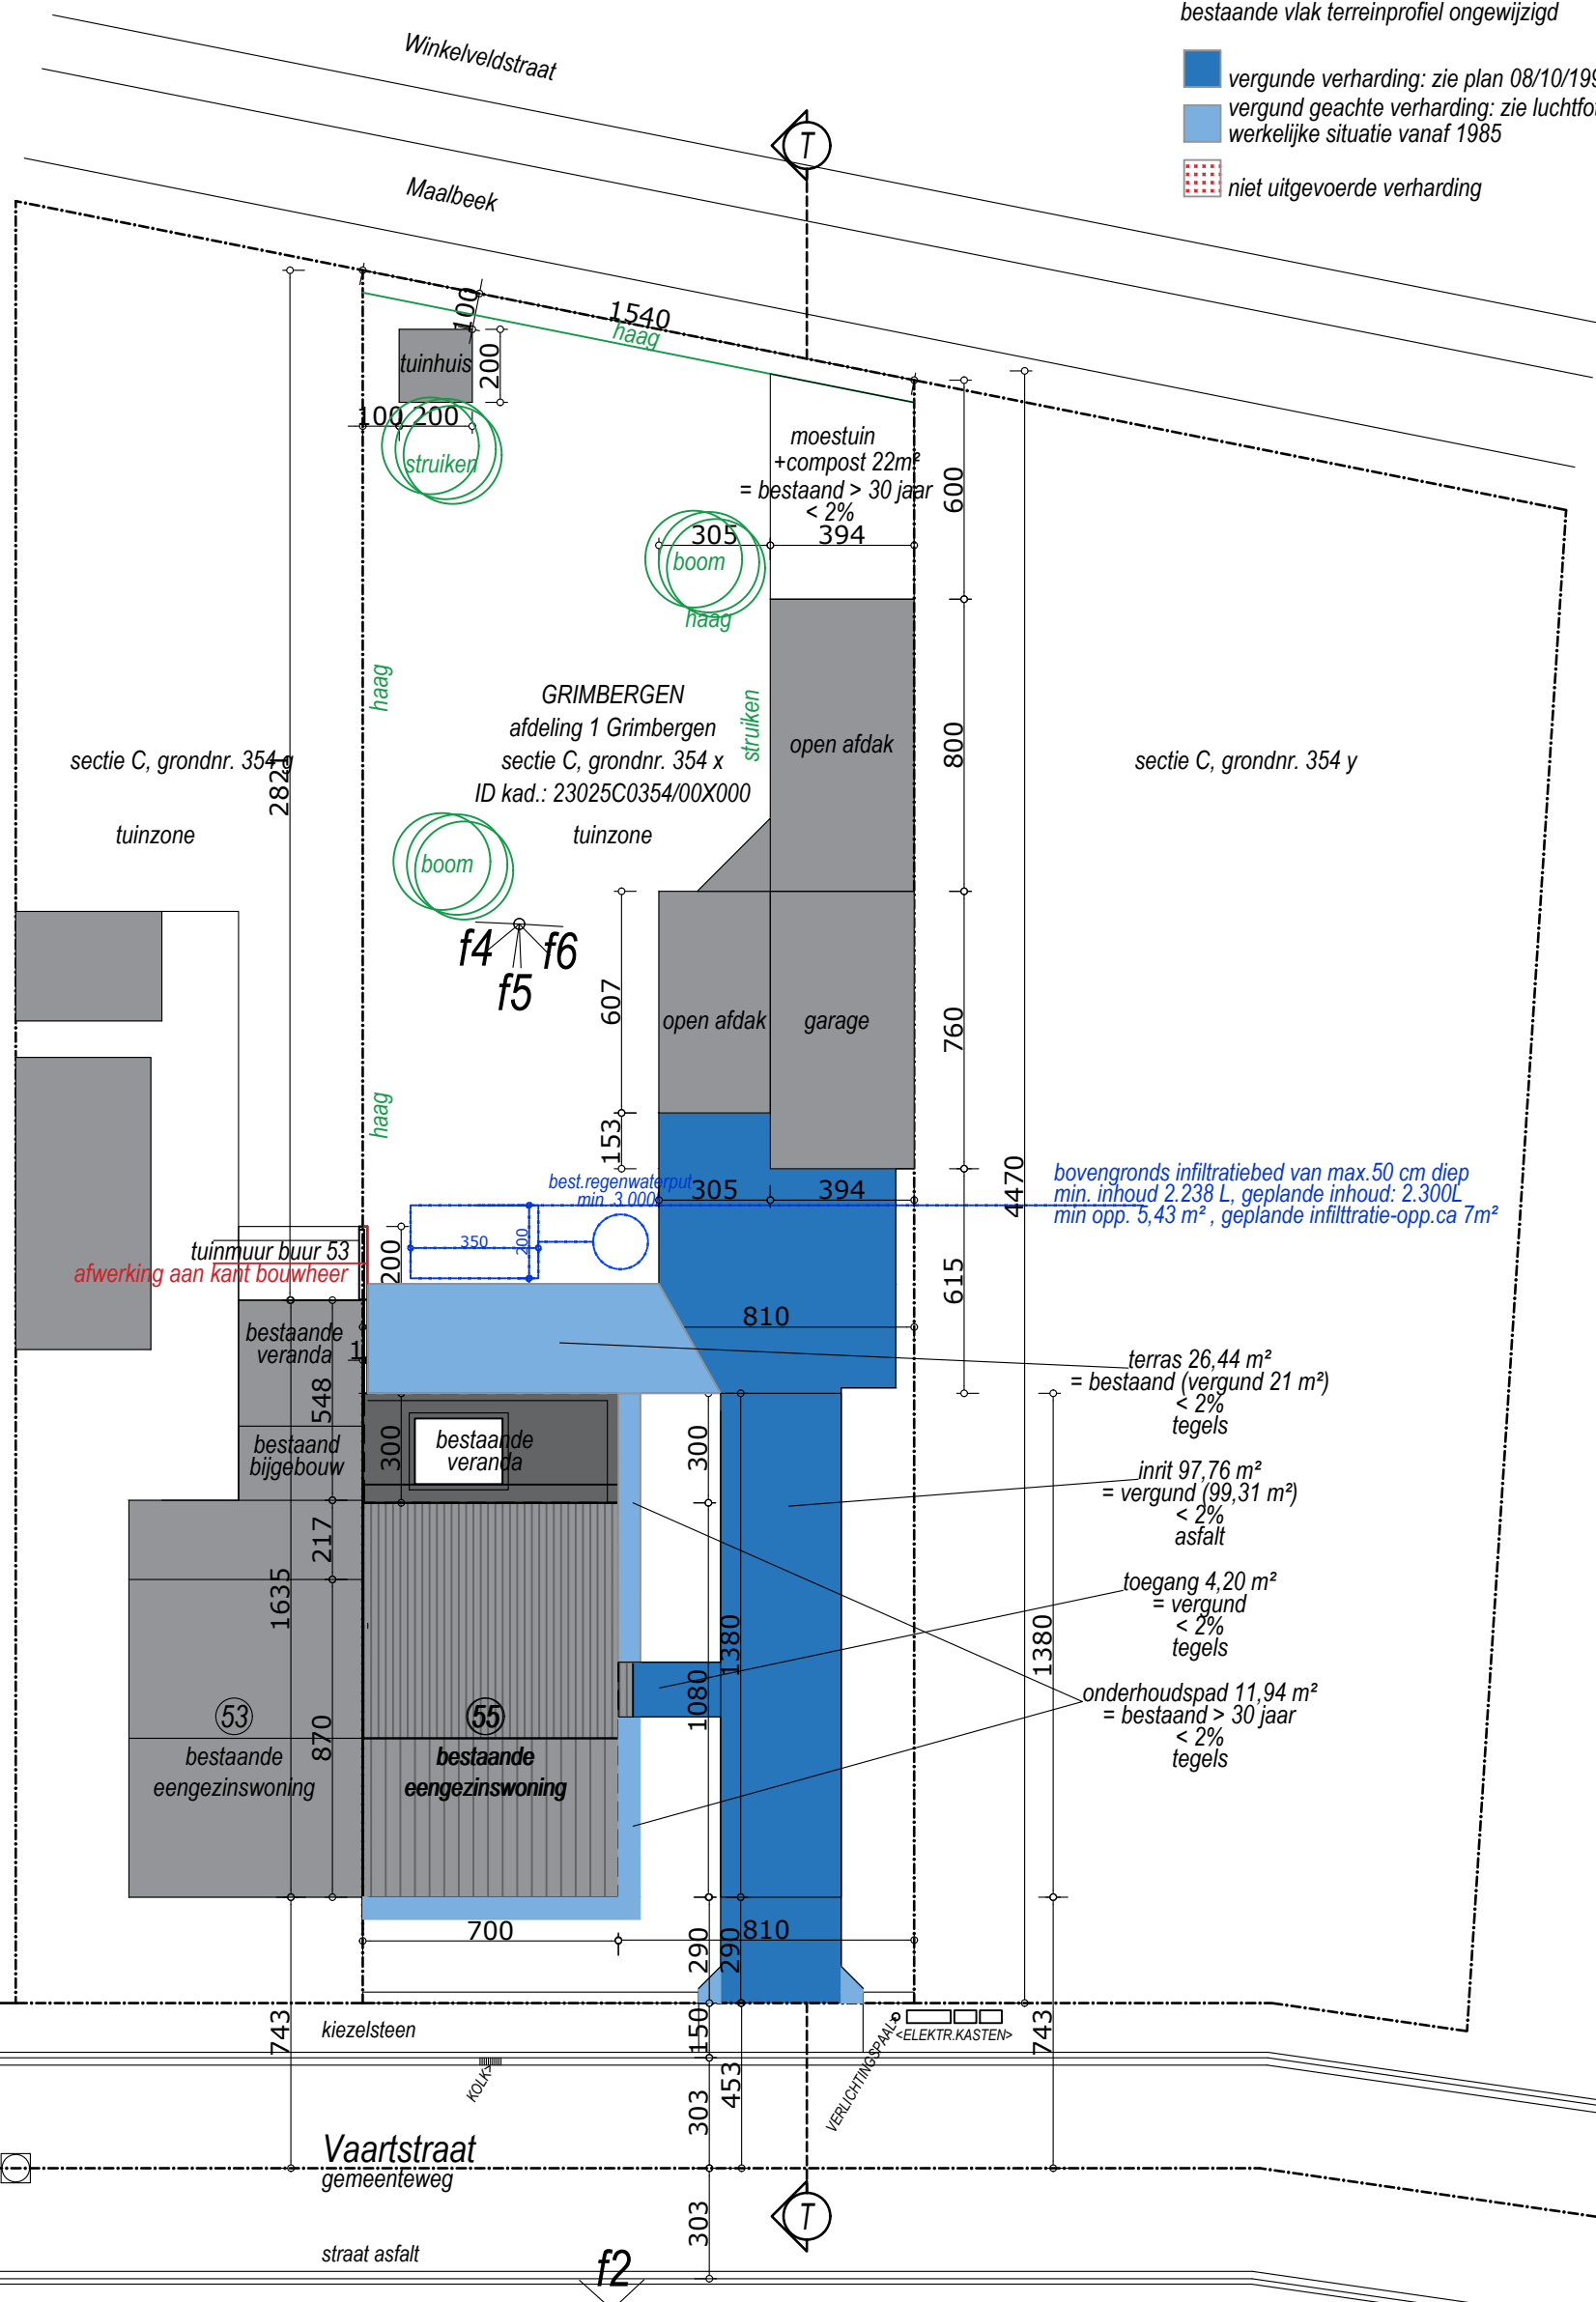 bestaande vlak terreinprofiel ongewijzigd
vergunde verharding: zie plan 08/10/199
vergund geachte verharding: zie luchtfo
werkelijke situatie vanaf 1985
niet uitgevoerde verharding
Winkelveldstraat
T
Maalbeek
1540
haag
100
tuinhuis
200
100 200
struiken
moestuin
+compost 22m²
= bestaand > 30 jaar
< 2%
600
305
394
boom
haag
haag
struiken
GRIMBERGEN
afdeling 1 Grimbergen
sectie C, grondnr. 354 x
ID kad.: 23025C0354/00X000
tuinzone
open afdak
800
sectie C, grondnr. 354 g
2821
tuinzone
sectie C, grondnr. 354 y
boom
f4
f6
f5
607
open afdak
garage
760
haag
153
4470
best.regenwaterput
min. 3.000l
305
394
bovengronds infiltratiebed van max.50 cm diep
min. inhoud 2.238 L, geplande inhoud: 2.300L
min opp. 5,43 m² , geplande infilttratie-opp.ca 7m²
350
200
200
tuinmuur buur 53
afwerking aan kant bouwheer
615
810
bestaande
veranda
1
548
terras 26,44 m²
= bestaand (vergund 21 m²)
< 2%
tegels
bestaand
bijgebouw
300
bestaande
veranda
300
inrit 97,76 m²
= vergund (99,31 m²)
< 2%
asfalt
217
1635
toegang 4,20 m²
= vergund
< 2%
tegels
1380
1380
1080
onderhoudspad 11,94 m²
= bestaand > 30 jaar
< 2%
tegels
53
bestaande
eengezinswoning
870
55
bestaande
eengezinswoning
700
290
290
810
743
kiezelsteen
150
<ELEKTR.KASTEN>
743
KOLK>
VERLICHTINGSPAAL>
453
303
Vaartstraat
gemeenteweg
T
303
straat asfalt
f2